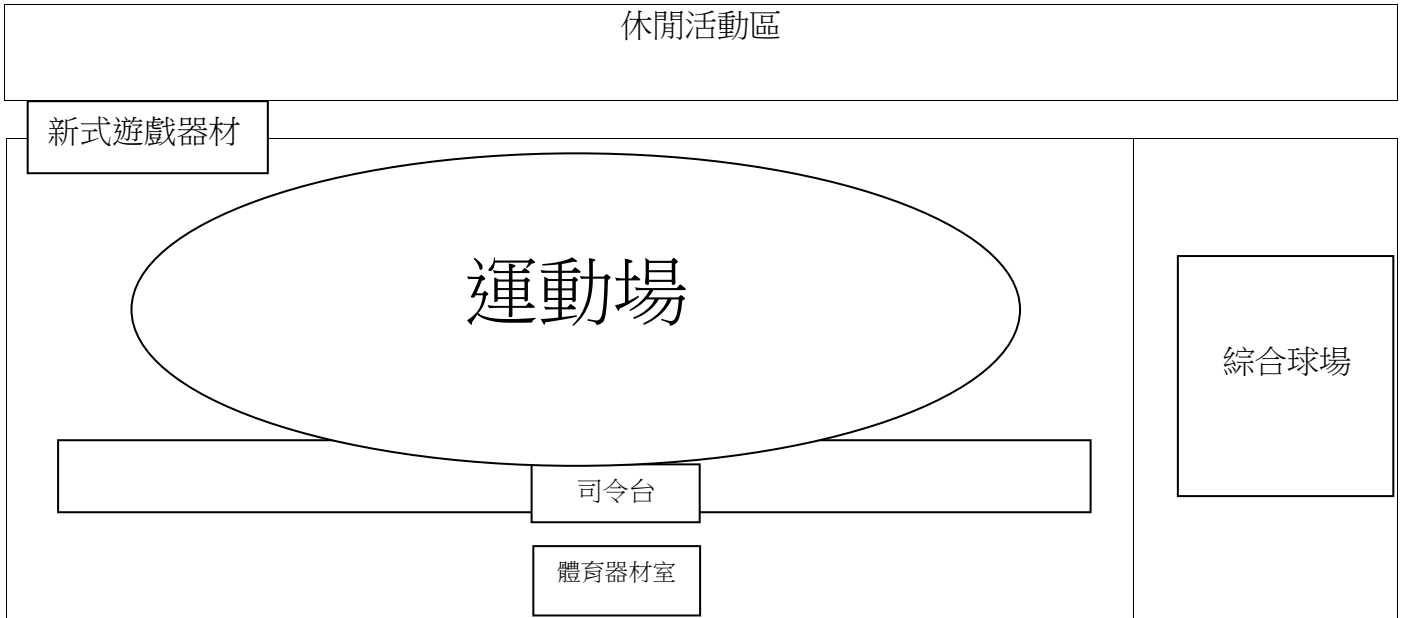 休閒活動區
新式遊戲器材
運動場
綜合球場
司令台
體育器材室